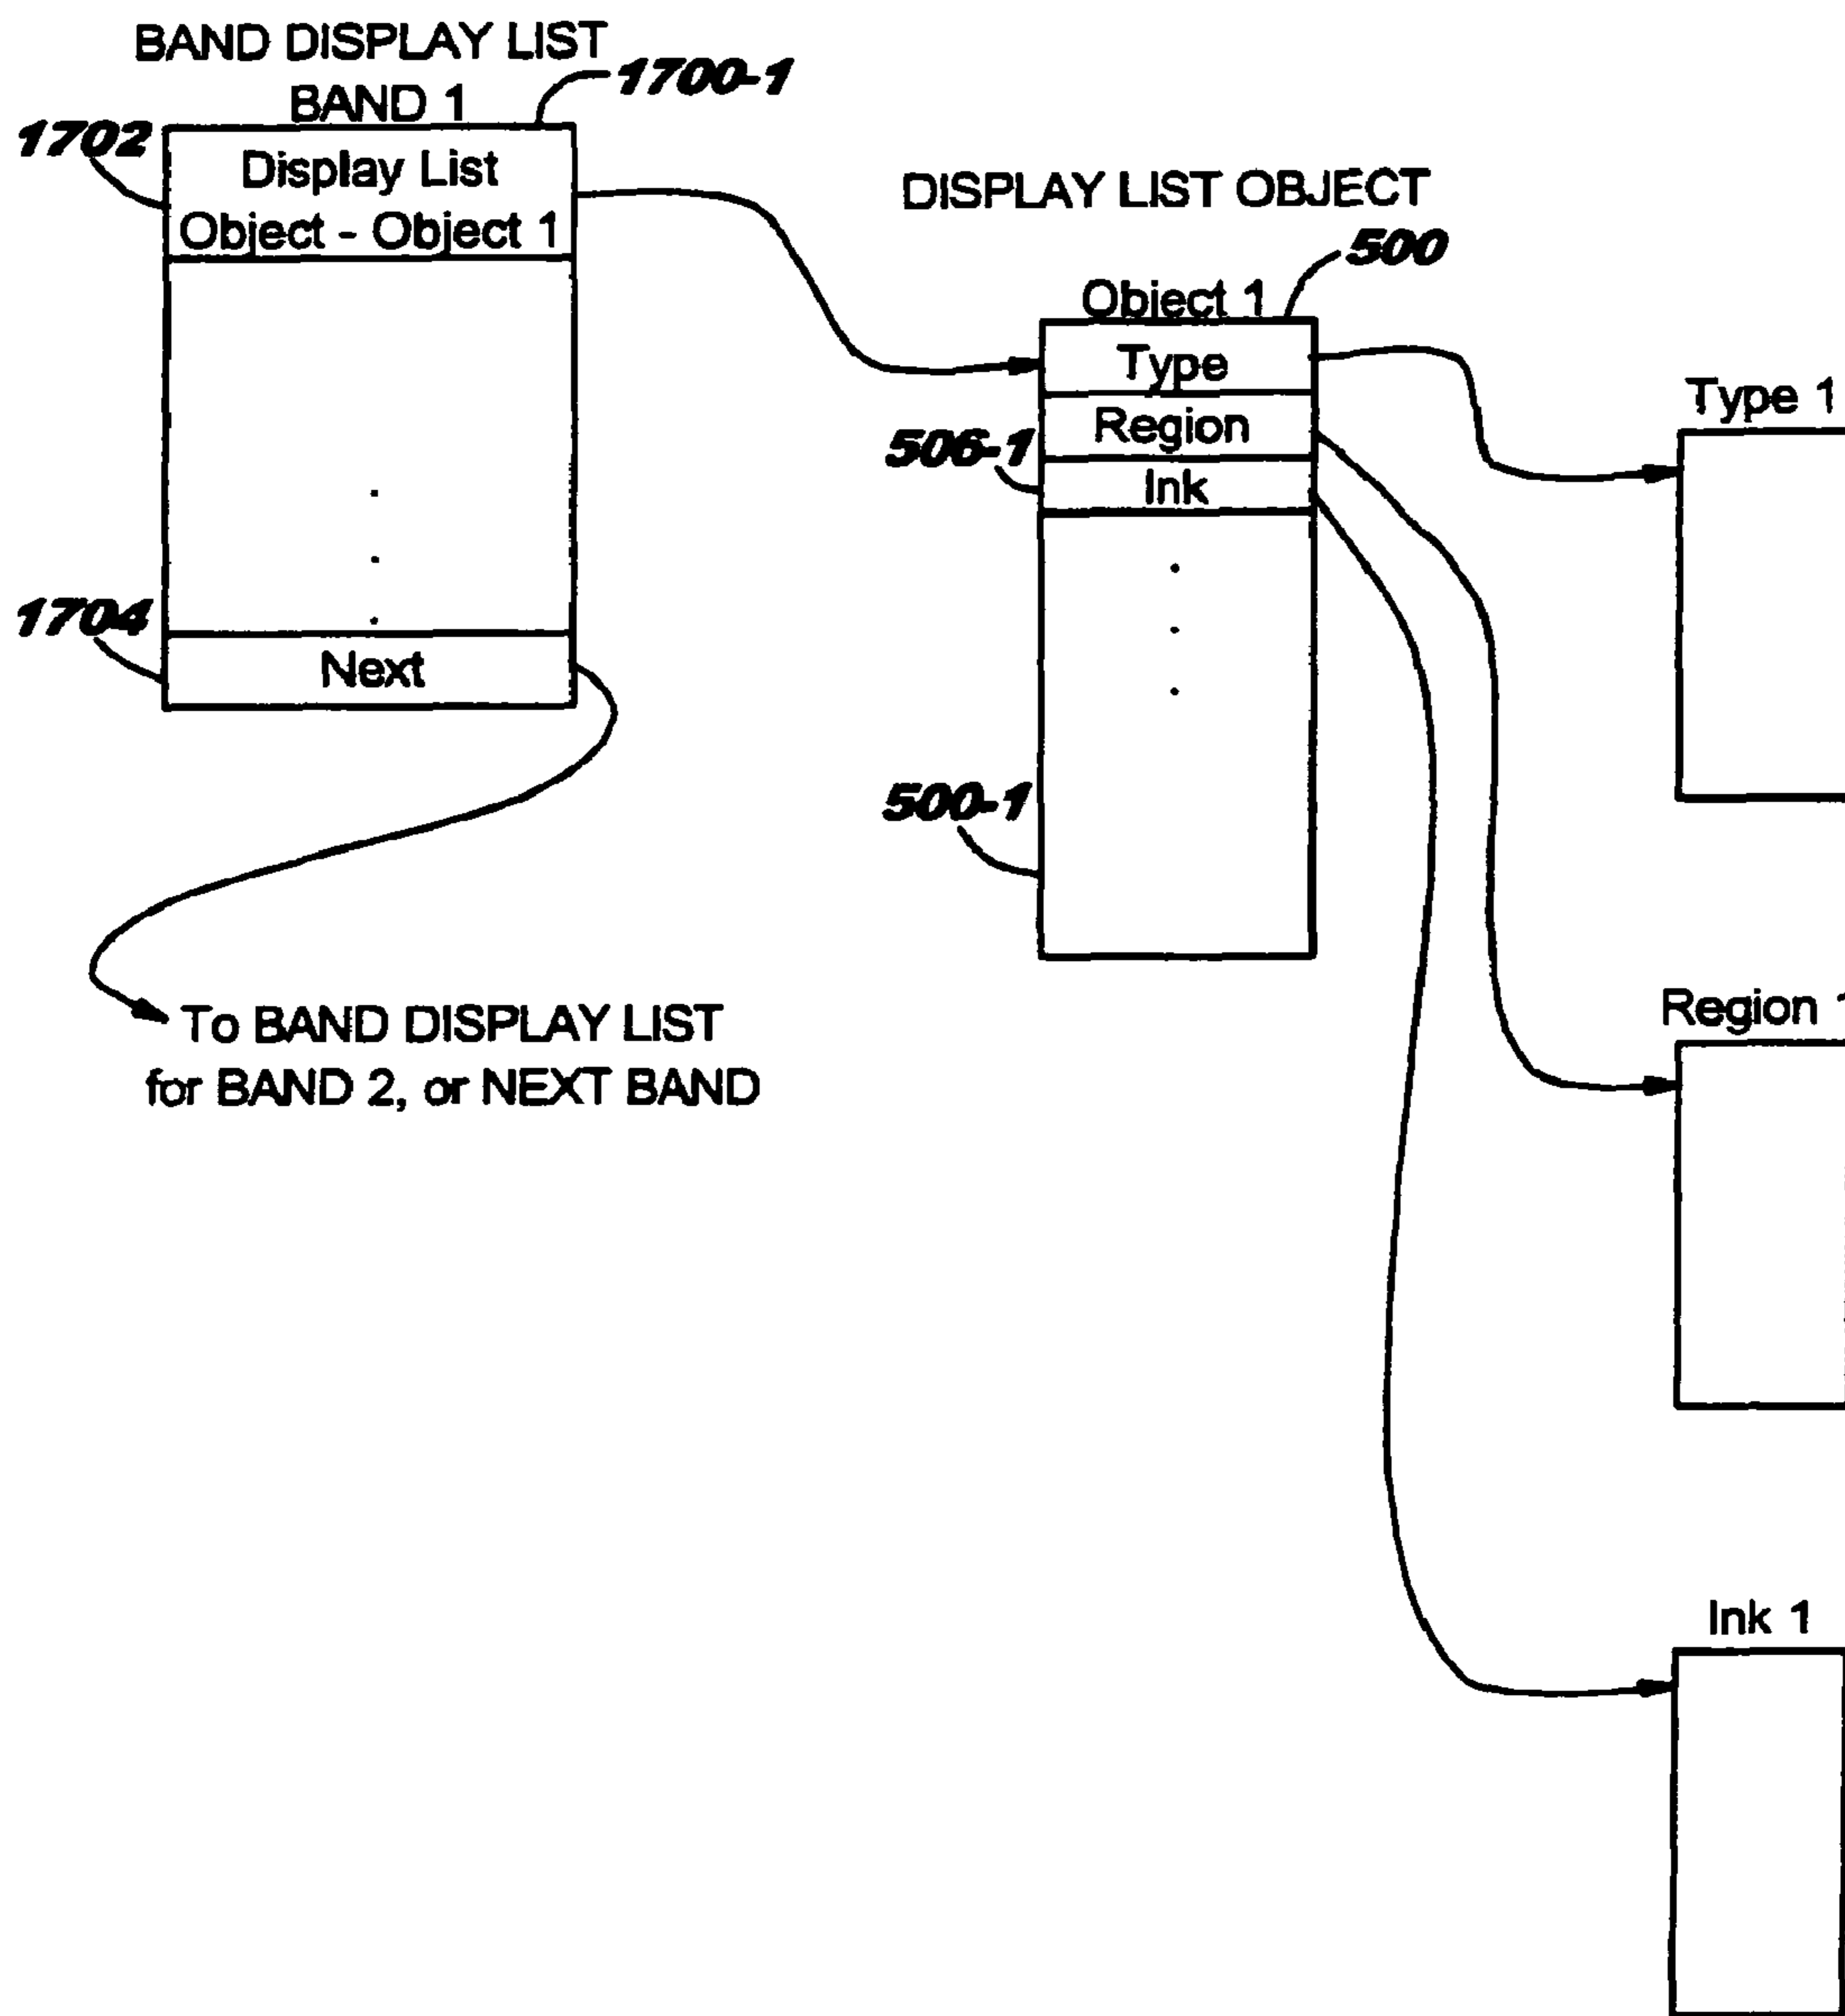 BAND DISPLAY LIST
BAND 1
1700-1
1702
Display List
Object - Object 1
1704
Next
To BAND DISPLAY LIST
for BAND 2, or NEXT BAND
DISPLAY LIST OBJECT
500
Object 1
Type
Region
506-1
Ink
500-1
Type 1
Region 1
Ink 1